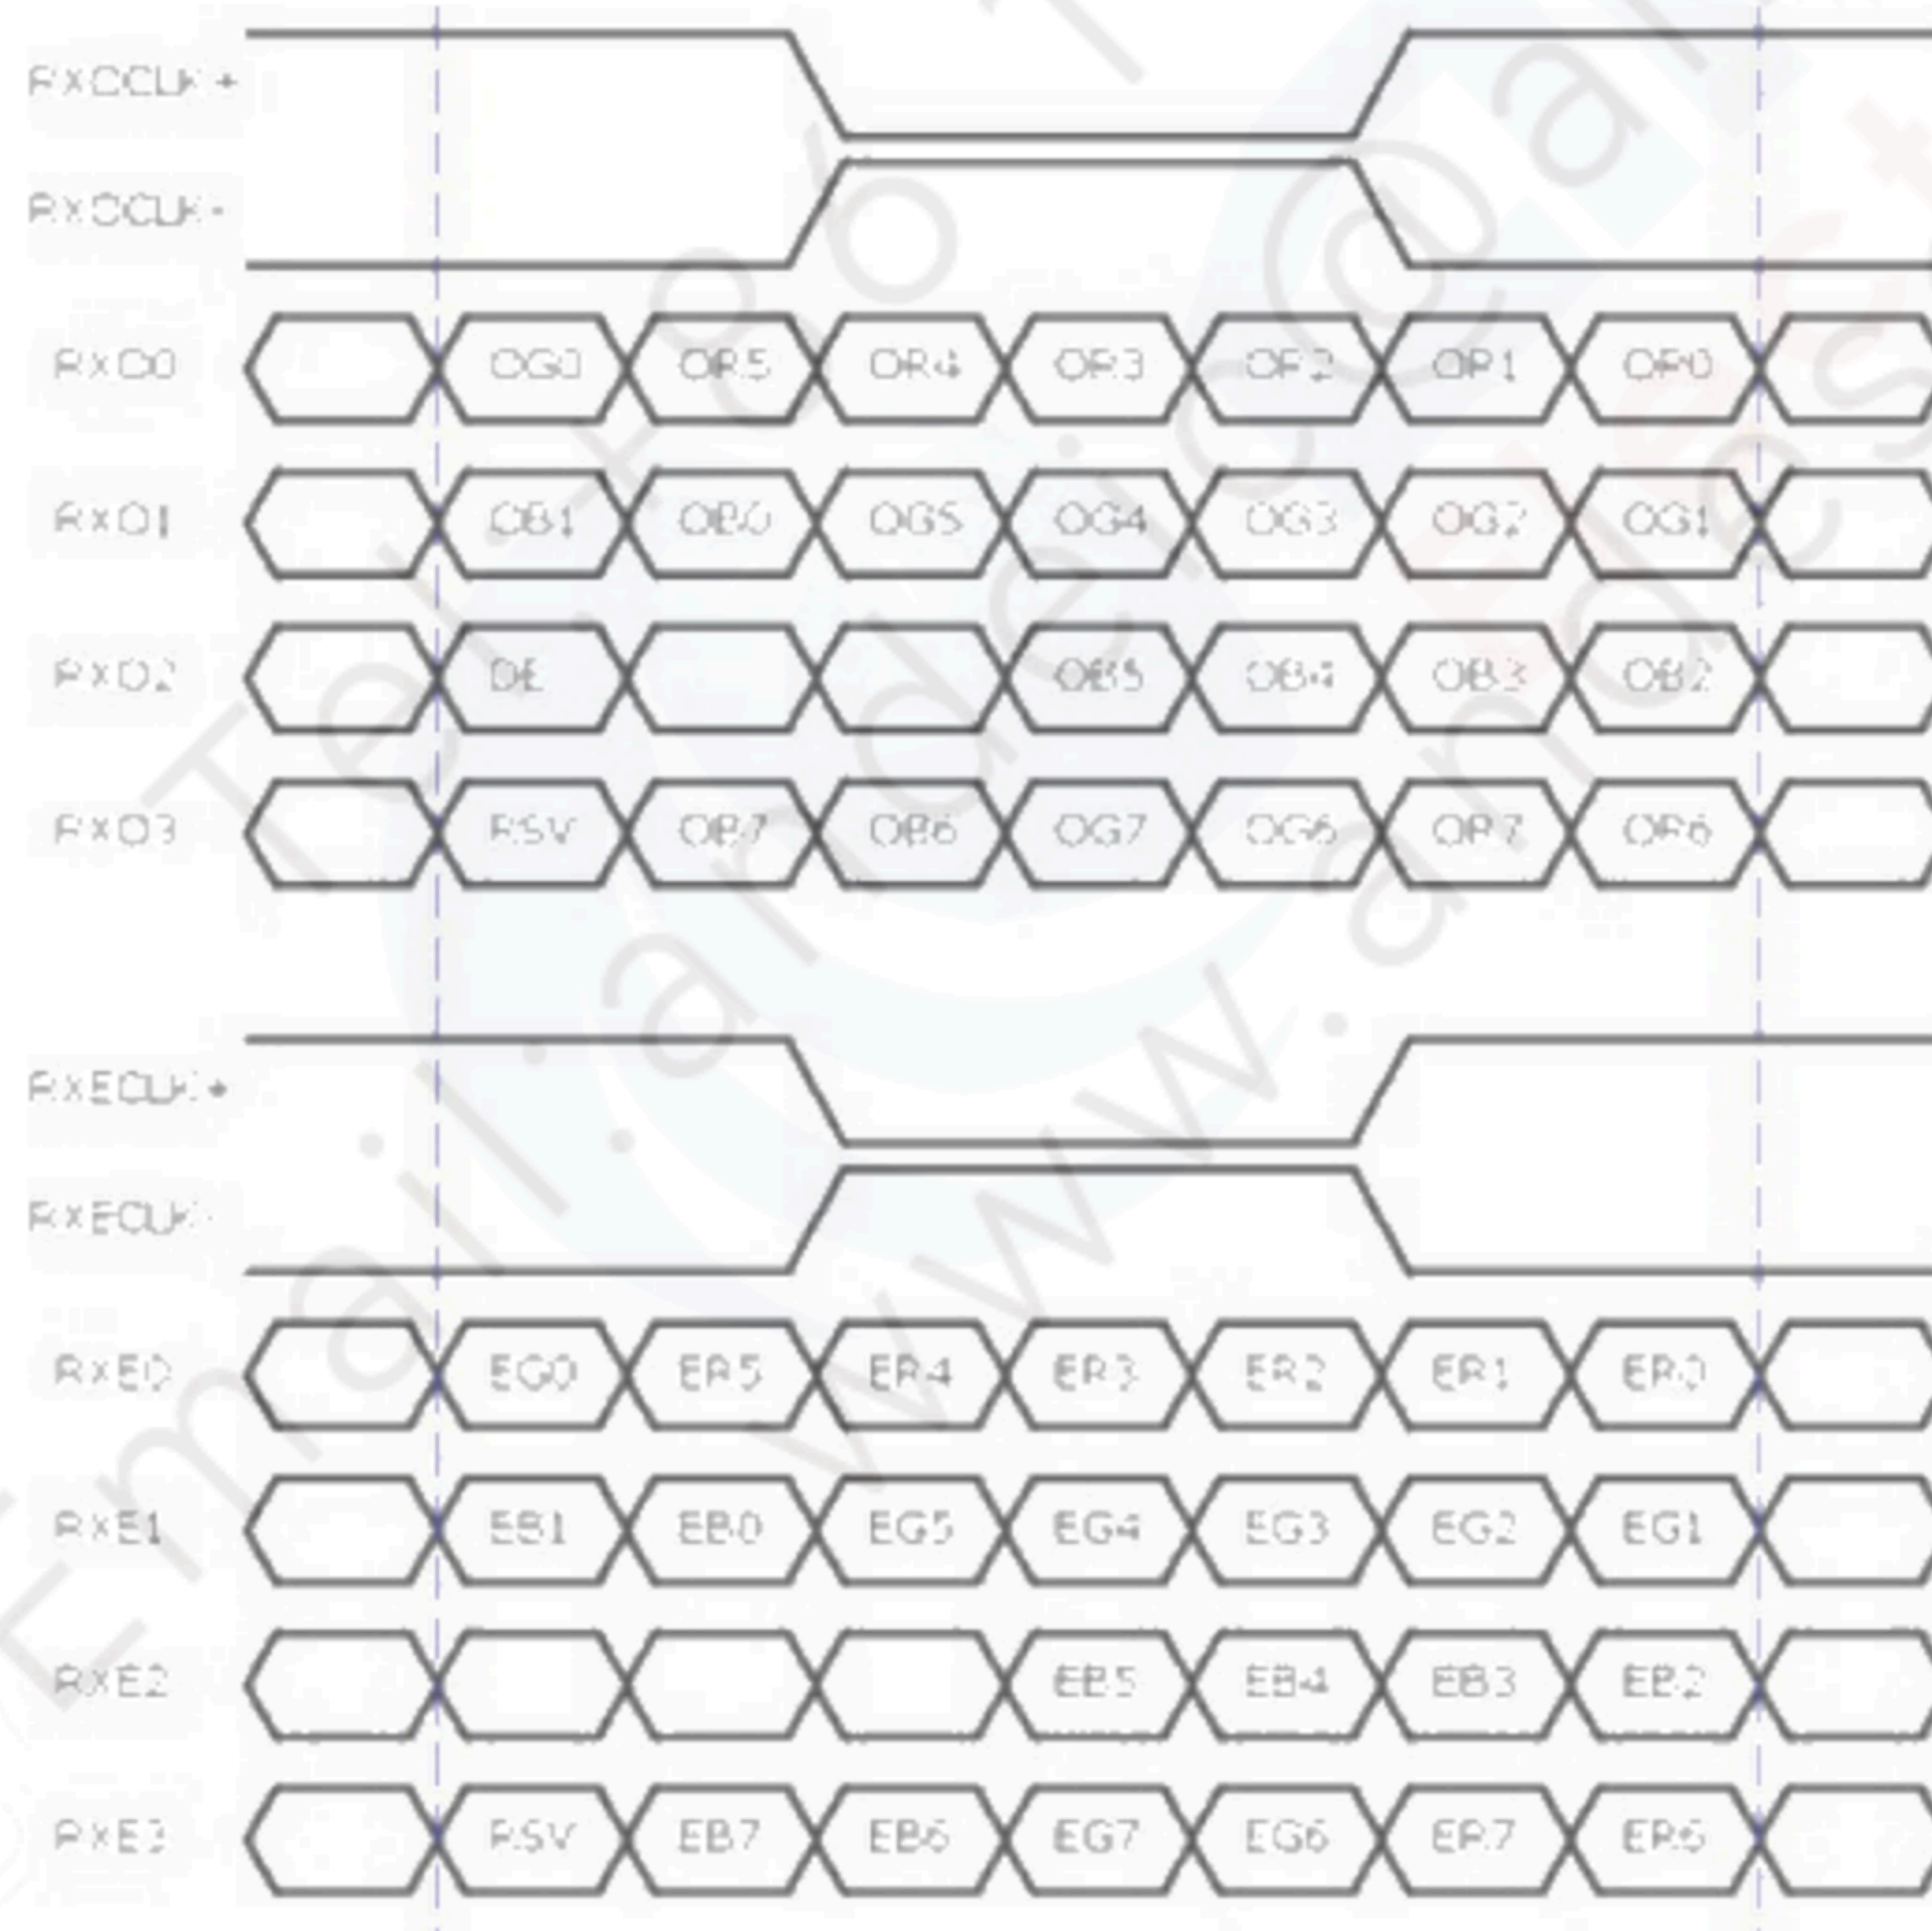 RXOCLK+
RXOCLK-
RXO0 OG0 OR5 OR4 OR3 OR2 OR1 OR0
RXO1 OB1 OB0 OG5 OG4 OG3 OG2 OG1
RXO2 DE OB5 OB4 OB3 OB2
RXO3 RSV OB7 OB6 OG7 OG6 OR7 OR6
RXECLK+
RXECLK-
RXE0 EG0 ER5 ER4 ER3 ER2 ER1 ER0
RXE1 EB1 EB0 EG5 EG4 EG3 EG2 EG1
RXE2 EB5 EB4 EB3 EB2
RXE3 RSV EB7 EB6 EG7 EG6 ER7 ER6
Tel.:
Email: